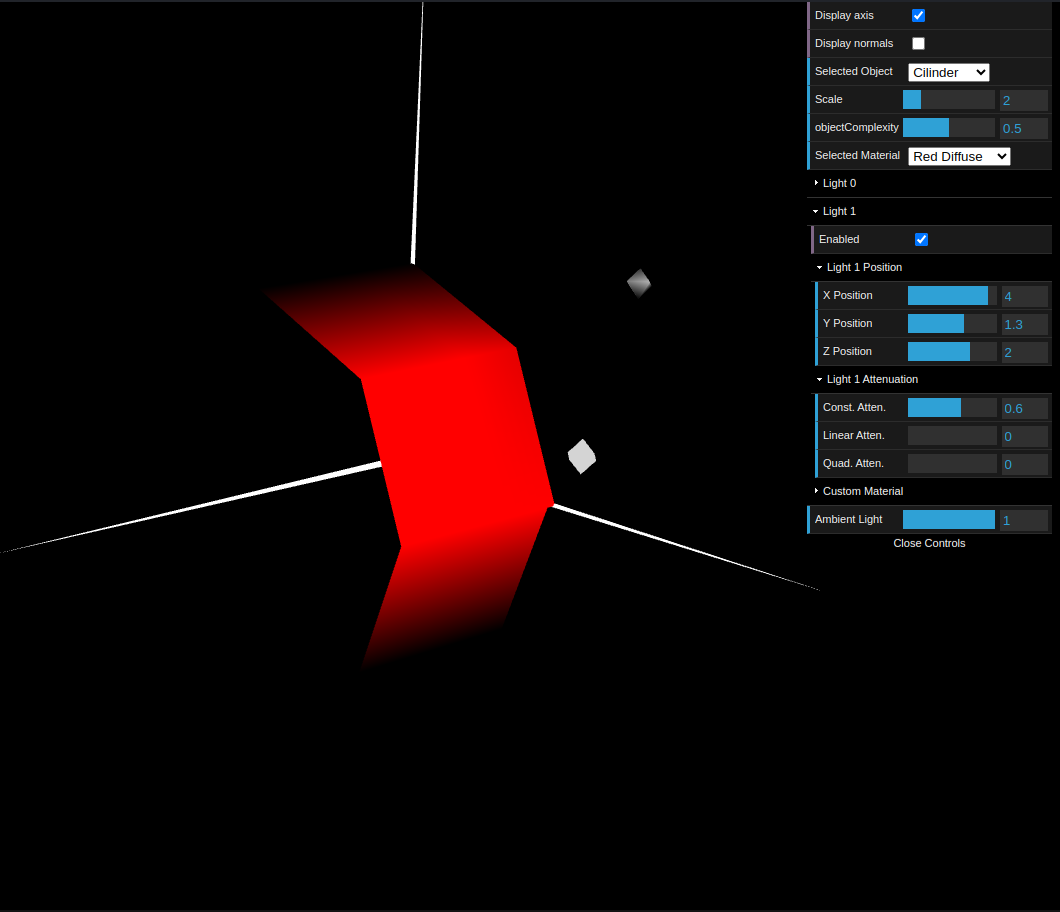 Display axis
Display normals
Selected Object Cilinder
Scale 2
objectComplexity 0.5
Selected Material Red Diffuse
Light 0
Light 1
Enabled
Light 1 Position
X Position 4
Y Position 1.3
Z Position 2
Light 1 Attenuation
Const. Atten. 0.6
Linear Atten. 0
Quad. Atten. 0
Custom Material
Ambient Light 1
Close Controls